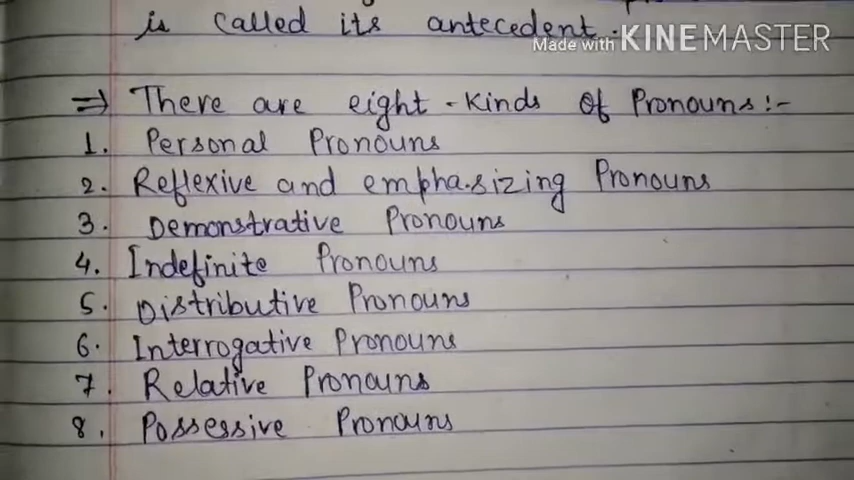 is called its antecedent.
Made with KINEMASTER
⇒ There are eight - kinds of Pronouns :-
1. Personal Pronouns
2. Reflexive and emphasizing Pronouns
3. Demonstrative Pronouns
4. Indefinite Pronouns
5. Distributive Pronouns
6. Interrogative Pronouns
7. Relative Pronouns
8. Possessive Pronouns